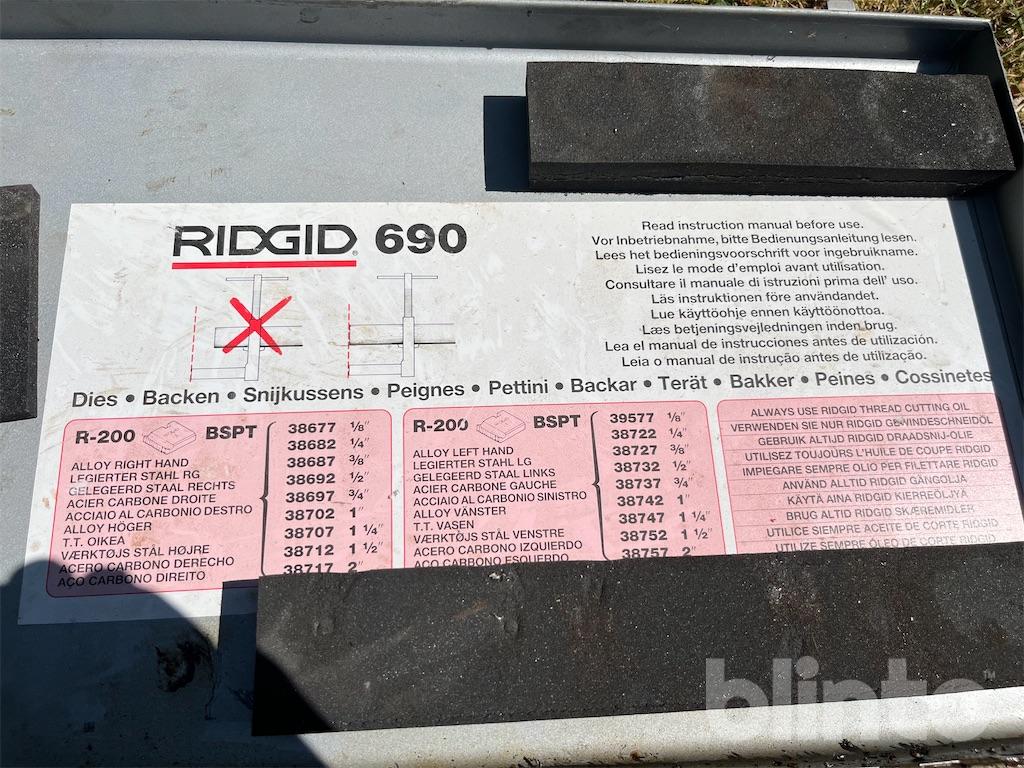 RIDGID® 690
Read instruction manual before use.
Vor Inbetriebnahme, bitte Bedienungsanleitung lesen.
Lees het bedieningsvoorschrift voor ingebruikname.
Lisez le mode d'emploi avant utilisation.
Consultare il manuale di istruzioni prima dell' uso.
Läs instruktionen före användandet.
Lue käyttöohje ennen käyttöönottoa.
Læs betjeningsvejledningen inden brug.
Lea el manual de instrucciones antes de utilización.
Leia o manual de instrução antes de utilização.
Dies • Backen • Snijkussens • Peignes • Pettini • Backar • Terät • Bakker • Peines • Cossinetes
R-200 BSPT
ALLOY RIGHT HAND
LEGIERTER STAHL RG
GELEGEERD STAAL RECHTS
ACIER CARBONE DROITE
ACCIAIO AL CARBONIO DESTRO
ALLOY HÖGER
T.T. OIKEA
VÆRKTØJS STÅL HØJRE
ACERO CARBONO DERECHO
AÇO CARBONO DIREITO
38677 1/8"
38682 1/4"
38687 3/8"
38692 1/2"
38697 3/4"
38702 1"
38707 1 1/4"
38712 1 1/2"
38717 2"
R-200 BSPT
ALLOY LEFT HAND
LEGIERTER STAHL LG
GELEGEERD STAAL LINKS
ACIER CARBONE GAUCHE
ACCIAIO AL CARBONIO SINISTRO
ALLOY VÄNSTER
T.T. VASEN
VÆRKTØJS STÅL VENSTRE
ACERO CARBONO IZQUIERDO
AÇO CARBONO ESQUERDO
39577 1/8"
38722 1/4"
38727 3/8"
38732 1/2"
38737 3/4"
38742 1"
38747 1 1/4"
38752 1 1/2"
38757 2"
ALWAYS USE RIDGID THREAD CUTTING OIL
VERWENDEN SIE NUR RIDGID GEWINDESCHNEIDÖL
GEBRUIK ALTIJD RIDGID DRAADSNIJ-OLIE
UTILISEZ TOUJOURS L'HUILE DE COUPE RIDGID
IMPIEGARE SEMPRE OLIO PER FILETTARE RIDGID
ANVÄND ALLTID RIDGID GÄNGOLJA
KÄYTÄ AINA RIDGID KIERREÖLJYÄ
BRUG ALTID RIDGID SKÆREMIDLER
UTILICE SIEMPRE ACEITE DE CORTE RIDGID
UTILIZE SEMPRE ÓLEO DE CORTE RIDGID
blinto™